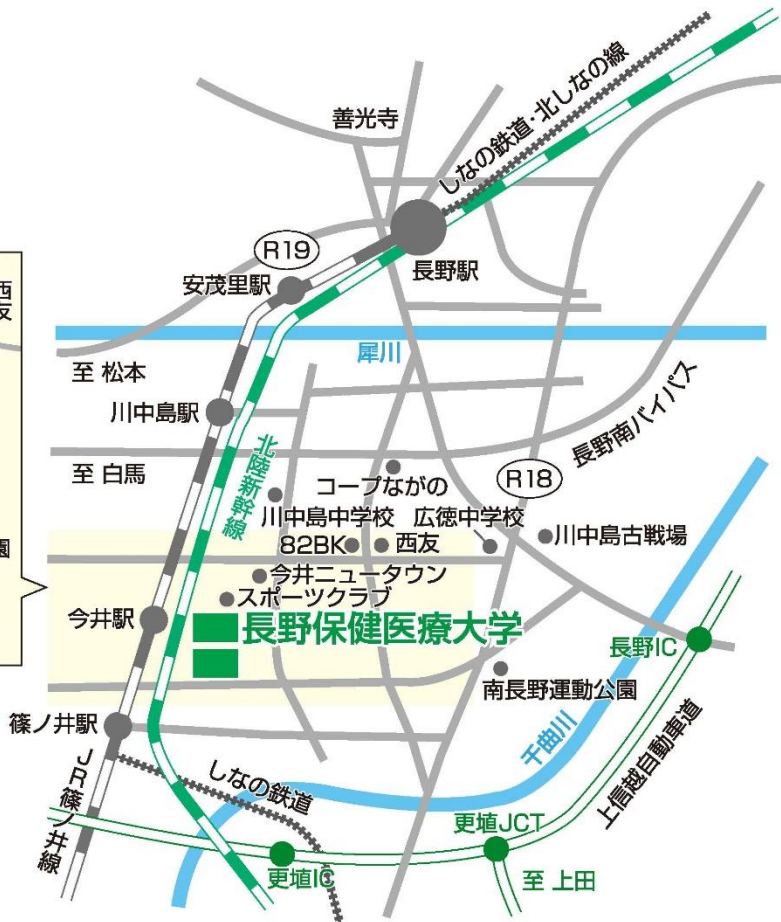 善光寺
しなの鉄道・北しなの線
R19
長野駅
安茂里駅
西友
犀川
至 松本
川中島駅
長野南バイパス
北陸新幹線
至 白馬
コープながの
R18
川中島中学校
広徳中学校
82BK
西友
川中島古戦場
園
今井ニュータウン
スポーツクラブ
今井駅
長野保健医療大学
長野IC
南長野運動公園
篠ノ井駅
千曲川
上信越自動車道
JR篠ノ井線
しなの鉄道
更埴JCT
更埴IC
至 上田